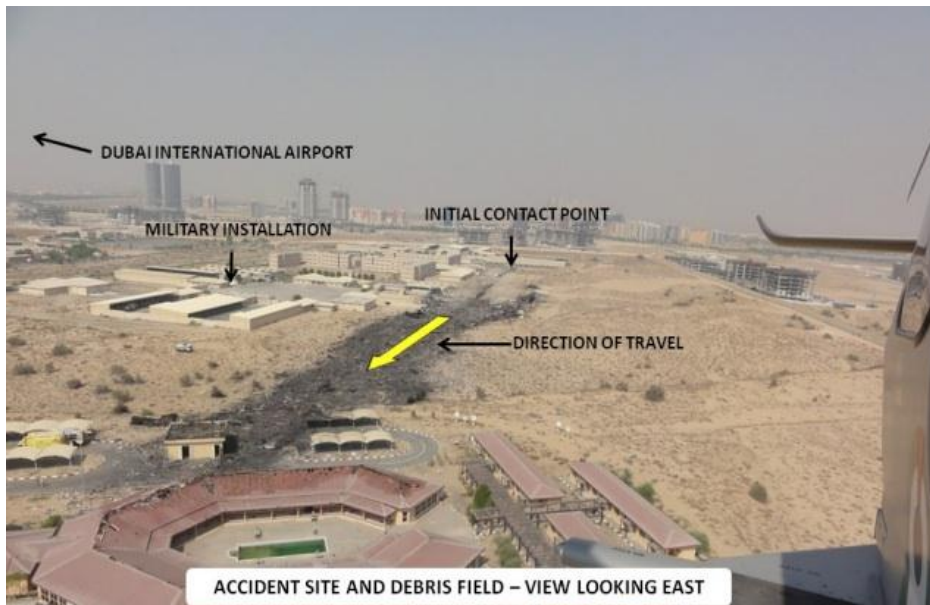 DUBAI INTERNATIONAL AIRPORT
INITIAL CONTACT POINT
MILITARY INSTALLATION
DIRECTION OF TRAVEL
ACCIDENT SITE AND DEBRIS FIELD – VIEW LOOKING EAST